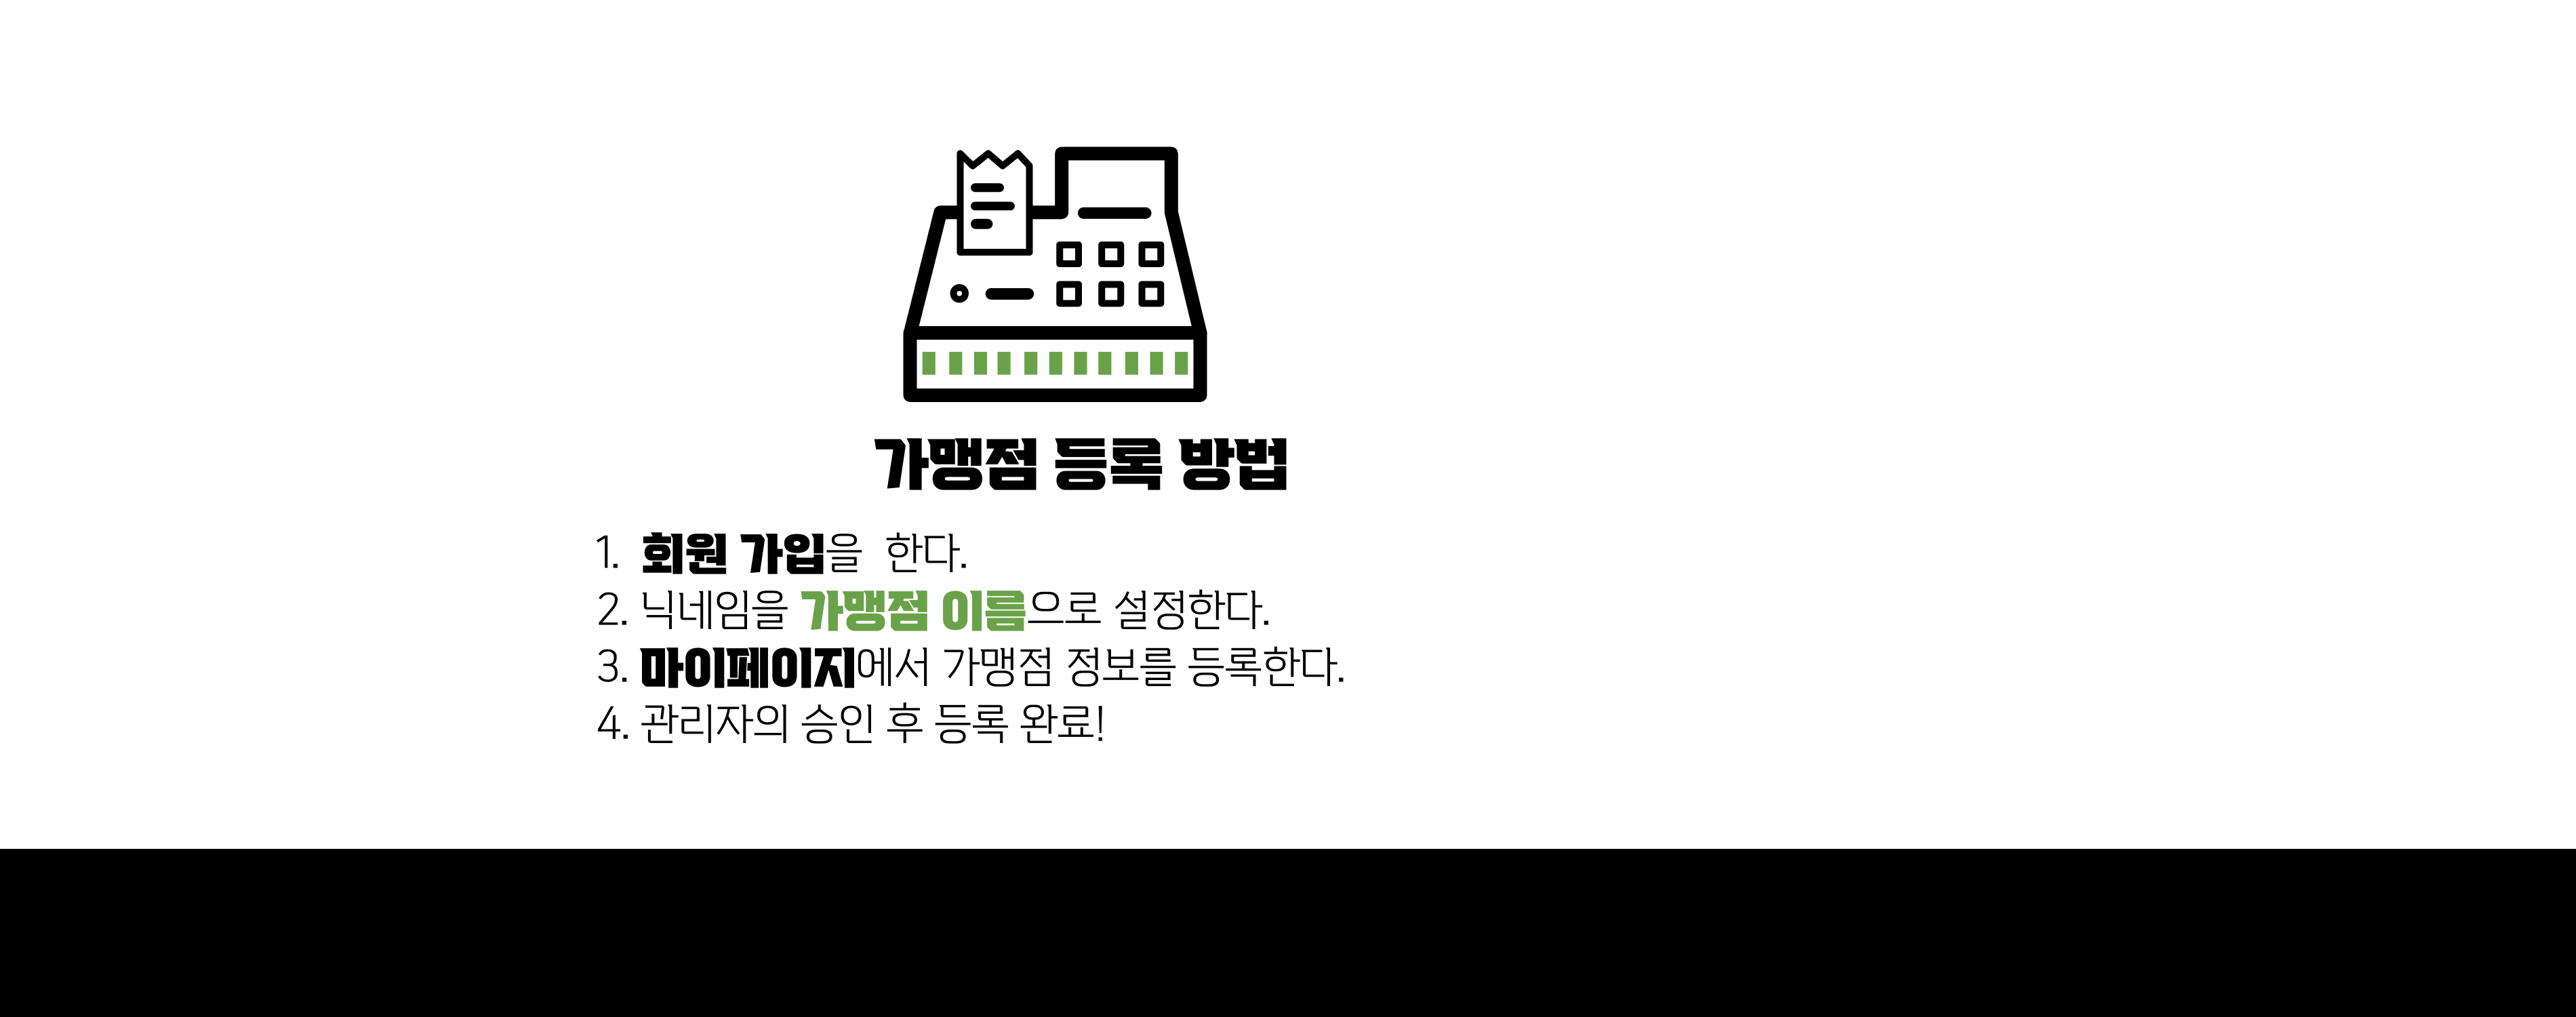 가맹점 등록 방법
1. 회원 가입을 한다.
2. 닉네임을 가맹점 이름으로 설정한다.
3. 마이페이지에서 가맹점 정보를 등록한다.
4. 관리자의 승인 후 등록 완료!